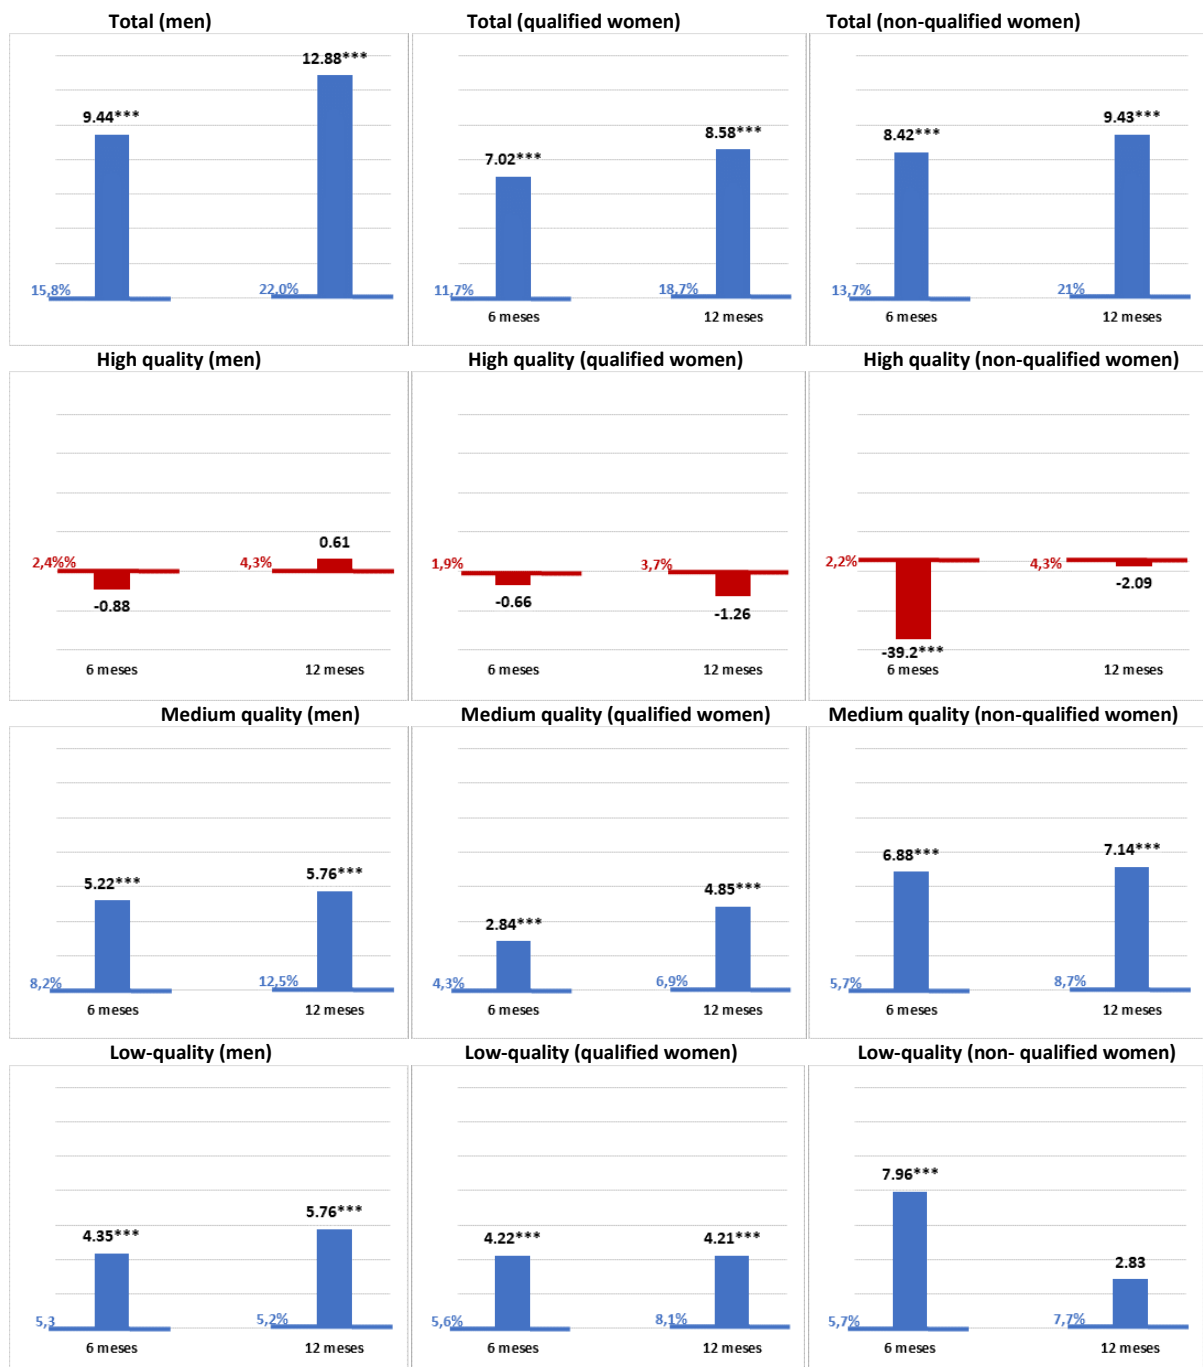 Total (men)
Total (qualified women)
Total (non-qualified women)
12.88***
9.44***
7.02***
8.58***
8.42***
9.43***
15,8%
22,0%
11,7%
18,7%
13,7%
21%
6 meses
12 meses
6 meses
12 meses
High quality (men)
High quality (qualified women)
High quality (non-qualified women)
2,4%%
4,3%
0.61
-0.88
1,9%
3,7%
-0.66
-1.26
2,2%
4,3%
-2.09
-39.2***
6 meses
12 meses
6 meses
12 meses
6 meses
12 meses
Medium quality (men)
Medium quality (qualified women)
Medium quality (non-qualified women)
5.22***
5.76***
2.84***
4.85***
6.88***
7.14***
8,2%
12,5%
4,3%
6,9%
5,7%
8,7%
6 meses
12 meses
6 meses
12 meses
6 meses
12 meses
Low-quality (men)
Low-quality (qualified women)
Low-quality (non- qualified women)
4.35***
5.76***
4.22***
4.21***
7.96***
2.83
5,3
5,2%
5,6%
8,1%
5,7%
7,7%
6 meses
12 meses
6 meses
12 meses
6 meses
12 meses